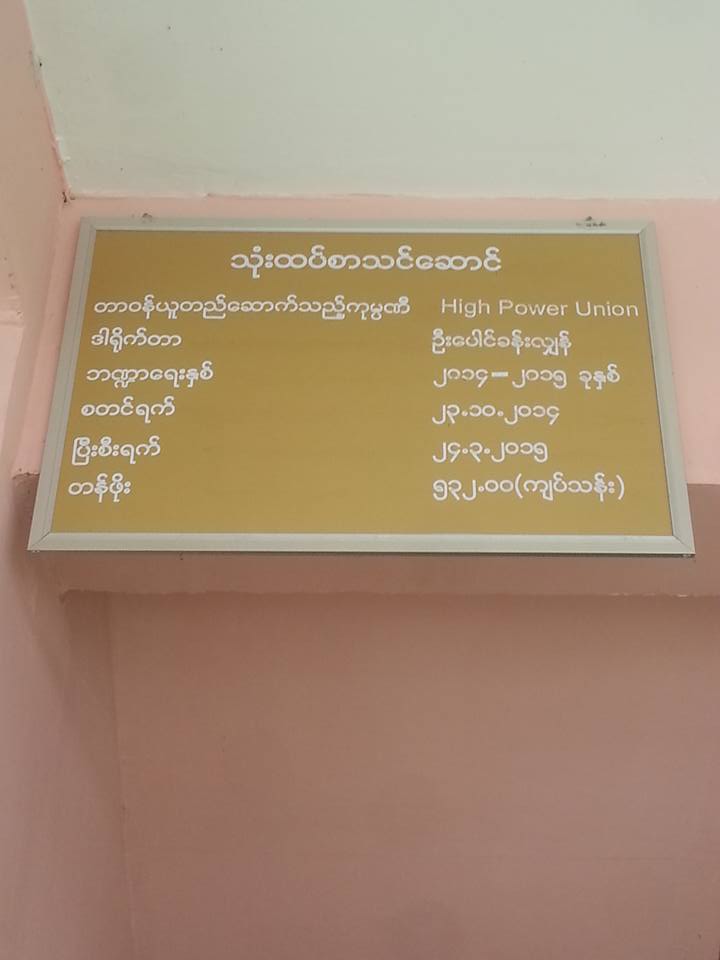 သုံးထပ်စာသင်ဆောင်
တာဝန်ယူတည်ဆောက်သည့်ကုမ္ပဏီ High Power Union
ဒါရိုက်တာ ဦးပေါင်ခန်းလျှန်
ဘဏ္ဍာရေးနှစ် ၂၀၁၄-၂၀၁၅ ခုနှစ်
စတင်ရက် ၂၃.၁၀.၂၀၁၄
ပြီးစီးရက် ၂၄.၃.၂၀၁၅
တန်ဖိုး ၅၃၂.၀၀(ကျပ်သန်း)